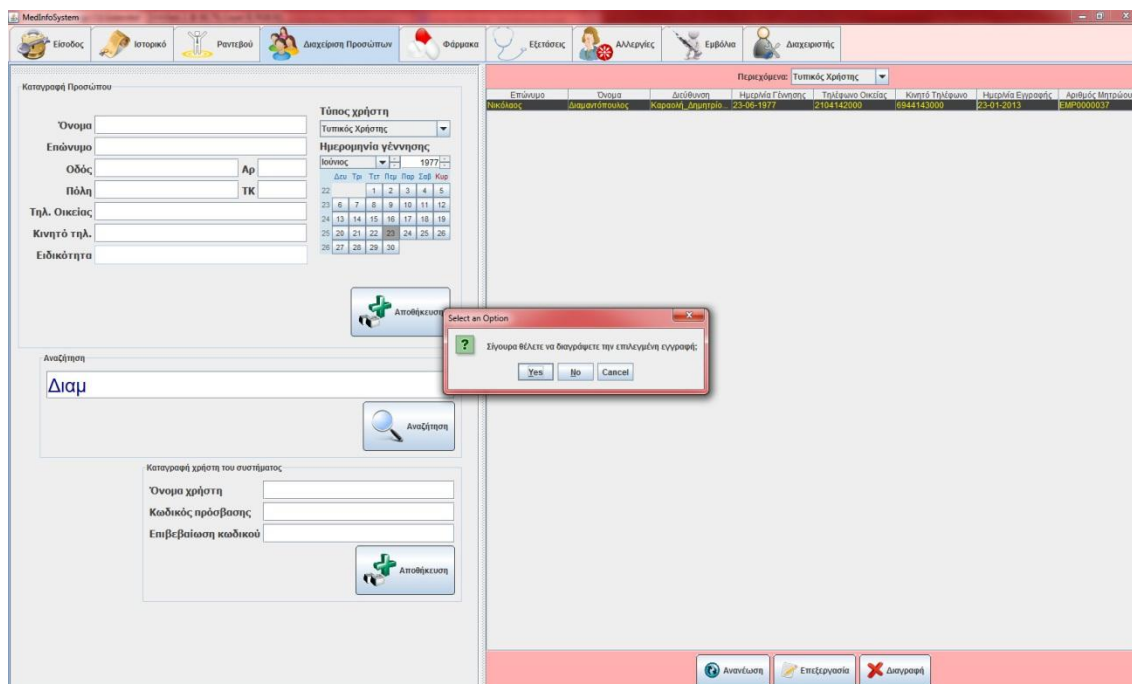 MedInfoSystem
Είσοδος Ιστορικό Ραντεβού Διαχείριση Προσώπων Φάρμακα Εξετάσεις Αλλεργίες Εμβόλια Διαχειριστής
Καταγραφή Προσώπου
Όνομα
Επώνυμο
Οδός Αρ
Πόλη ΤΚ
Τηλ. Οικείας
Κινητό τηλ.
Ειδικότητα
Τύπος χρήστη
Τυπικός Χρήστης
Ημερομηνία γέννησης
Ιούνιος 1977
Δευ Τρι Τετ Πεμ Παρ Σαβ Κυρ
22 1 2 3 4 5
23 6 7 8 9 10 11 12
24 13 14 15 16 17 18 19
25 20 21 22 23 24 25 26
26 27 28 29 30
Αποθήκευση
Αναζήτηση
Διαμ
Αναζήτηση
Καταγραφή χρήστη του συστήματος
Όνομα χρήστη
Κωδικός πρόσβασης
Επιβεβαίωση κωδικού
Αποθήκευση
Περιεχόμενα: Τυπικός Χρήστης
Επώνυμο Όνομα Διεύθυνση Ημερ/νία Γέννησης Τηλέφωνο Οικείας Κινητό Τηλέφωνο Ημερ/νία Εγγραφής Αριθμός Μητρώου
Νικόλαος Διαμαντόπουλος Καραολή_Δημητρίο... 23-06-1977 2104142000 6944143000 23-01-2013 EMP0000037
Select an Option
Σίγουρα θέλετε να διαγράψετε την επιλεγμένη εγγραφή;
Yes No Cancel
Ανανέωση Επεξεργασία Διαγραφή